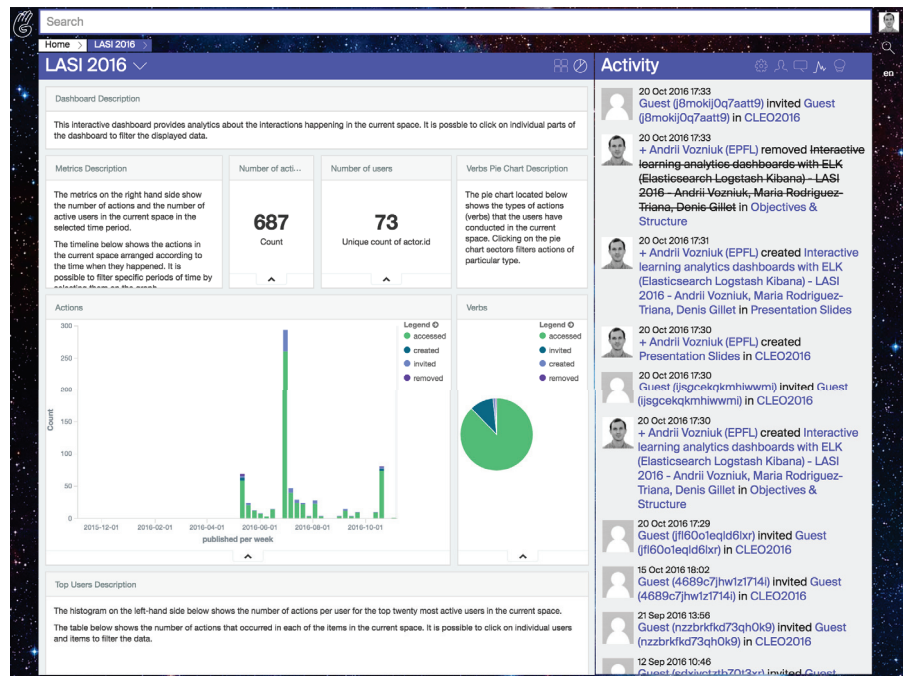 Search
Home
LASI 2016
en
LASI 2016
Dashboard Description
This interactive dashboard provides analytics about the interactions happening in the current space. It is possble to click on individual parts of
the dashboard to filter the displayed data.
Metrics Description
The metrics on the right hand side show
the number of actions and the number of
active users in the current space in the
selected time period.
The timeline below shows the actions in
the current space arranged according to
the time when they happened. It is
possible to filter specific periods of time by
selecting them on the graph
Number of acti...
687
Count
Number of users
73
Unique count of actor.id
Verbs Pie Chart Description
The pie chart located below
shows the types of actions
(verbs) that the users have
conducted in the current
space. Clicking on the pie
chart sectors filters actions of
particular type.
Actions
300
250
200
150
100
50
0
Count
2015-12-01
2016-02-01
2016-04-01
2016-06-01
2016-08-01
2016-10-01
published per week
Legend
accessed
created
invited
removed
Verbs
Legend
accessed
invited
created
removed
Top Users Description
The histogram on the left-hand side below shows the number of actions per user for the top twenty most active users in the current space.
The table below shows the number of actions that occurred in each of the items in the current space. It is possible to click on individual users
and items to filter the data.
Activity
20 Oct 2016 17:33
Guest (j8mokij0q7aatt9) invited Guest
(j8mokij0q7aatt9) in CLEO2016
20 Oct 2016 17:33
+ Andrii Vozniuk (EPFL) removed Interactive
learning analytics dashboards with ELK
(Elasticsearch Logstash Kibana) - LASI
2016 - Andrii Vozniuk, Maria Rodriguez-
Triana, Denis Gillet in Objectives &
Structure
20 Oct 2016 17:31
+ Andrii Vozniuk (EPFL) created Interactive
learning analytics dashboards with ELK
(Elasticsearch Logstash Kibana) - LASI
2016 - Andrii Vozniuk, Maria Rodriguez-
Triana, Denis Gillet in Presentation Slides
20 Oct 2016 17:30
+ Andrii Vozniuk (EPFL) created
Presentation Slides in CLEO2016
20 Oct 2016 17:30
Guest (ijsgcekqkmhiwwmi) invited Guest
(ijsgcekqkmhiwwmi) in CLEO2016
20 Oct 2016 17:30
+ Andrii Vozniuk (EPFL) created Interactive
learning analytics dashboards with ELK
(Elasticsearch Logstash Kibana) - LASI
2016 - Andrii Vozniuk, Maria Rodriguez-
Triana, Denis Gillet in Objectives &
Structure
20 Oct 2016 17:29
Guest (jfl60o1eqld6lxr) invited Guest
(jfl60o1eqld6lxr) in CLEO2016
15 Oct 2016 18:02
Guest (4689c7jhw1z1714i) invited Guest
(4689c7jhw1z1714i) in CLEO2016
21 Sep 2016 13:56
Guest (nzzbrkfkd73qh0k9) invited Guest
(nzzbrkfkd73qh0k9) in CLEO2016
12 Sep 2016 10:46
Guest invited Guest